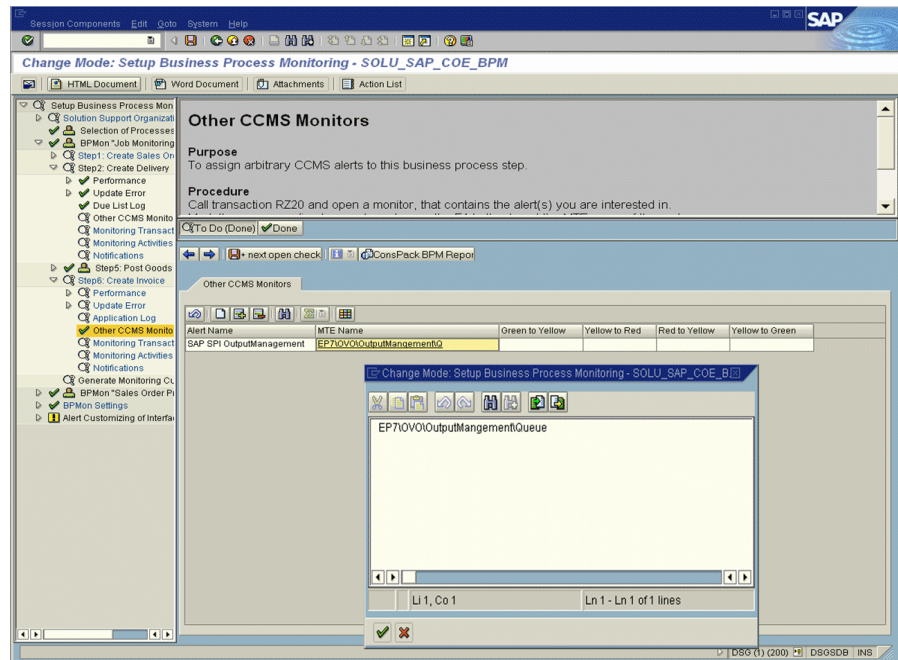 Session Components Edit Goto System Help
SAP
Change Mode: Setup Business Process Monitoring - SOLU_SAP_COE_BPM
HTML Document Word Document Attachments Action List
Setup Business Process Mon
Solution Support Organizati
Selection of Processes
BPMon "Job Monitoring
Step1: Create Sales Or
Step2: Create Delivery
Performance
Update Error
Due List Log
Other CCMS Monito
Monitoring Transact
Monitoring Activities
Notifications
Step5: Post Goods
Step6: Create Invoice
Performance
Update Error
Application Log
Other CCMS Monito
Monitoring Transact
Monitoring Activities
Notifications
Generate Monitoring Cu
BPMon "Sales Order Pr
BPMon Settings
Alert Customizing of Interfa
Other CCMS Monitors
Purpose
To assign arbitrary CCMS alerts to this business process step.
Procedure
Call transaction RZ20 and open a monitor, that contains the alert(s) you are interested in.
To Do (Done) Done
+ next open check ConsPack BPM Repor
Other CCMS Monitors
Alert Name MTE Name Green to Yellow Yellow to Red Red to Yellow Yellow to Green
SAP SPI OutputManagement EP7\OVO\OutputMangement\Q
Change Mode: Setup Business Process Monitoring - SOLU_SAP_COE_B
EP7\OVO\OutputMangement\Queue
Li 1, Co 1 Ln 1 - Ln 1 of 1 lines
DSG (1) (200) DSGSDB INS